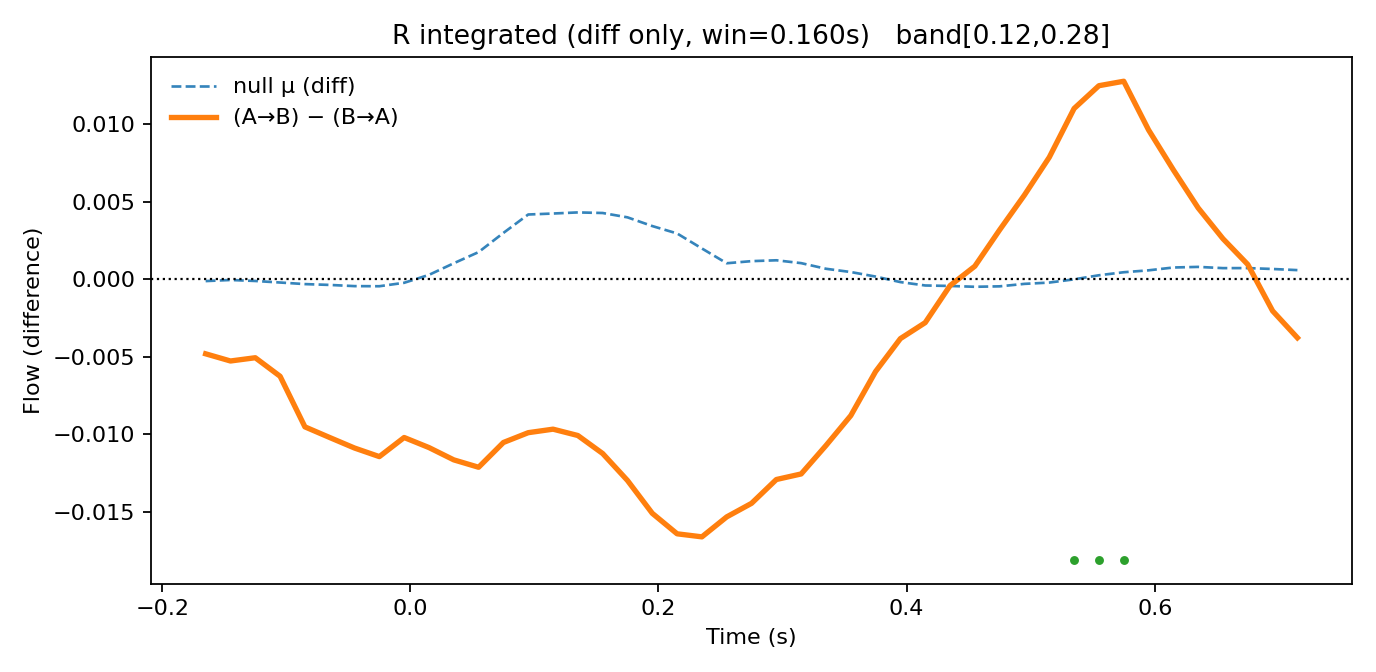 R integrated (diff only, win=0.160s)   band[0.12,0.28]
null μ (diff)
(A→B) − (B→A)
Flow (difference)
0.010
0.005
0.000
−0.005
−0.010
−0.015
−0.2
0.0
0.2
0.4
0.6
Time (s)